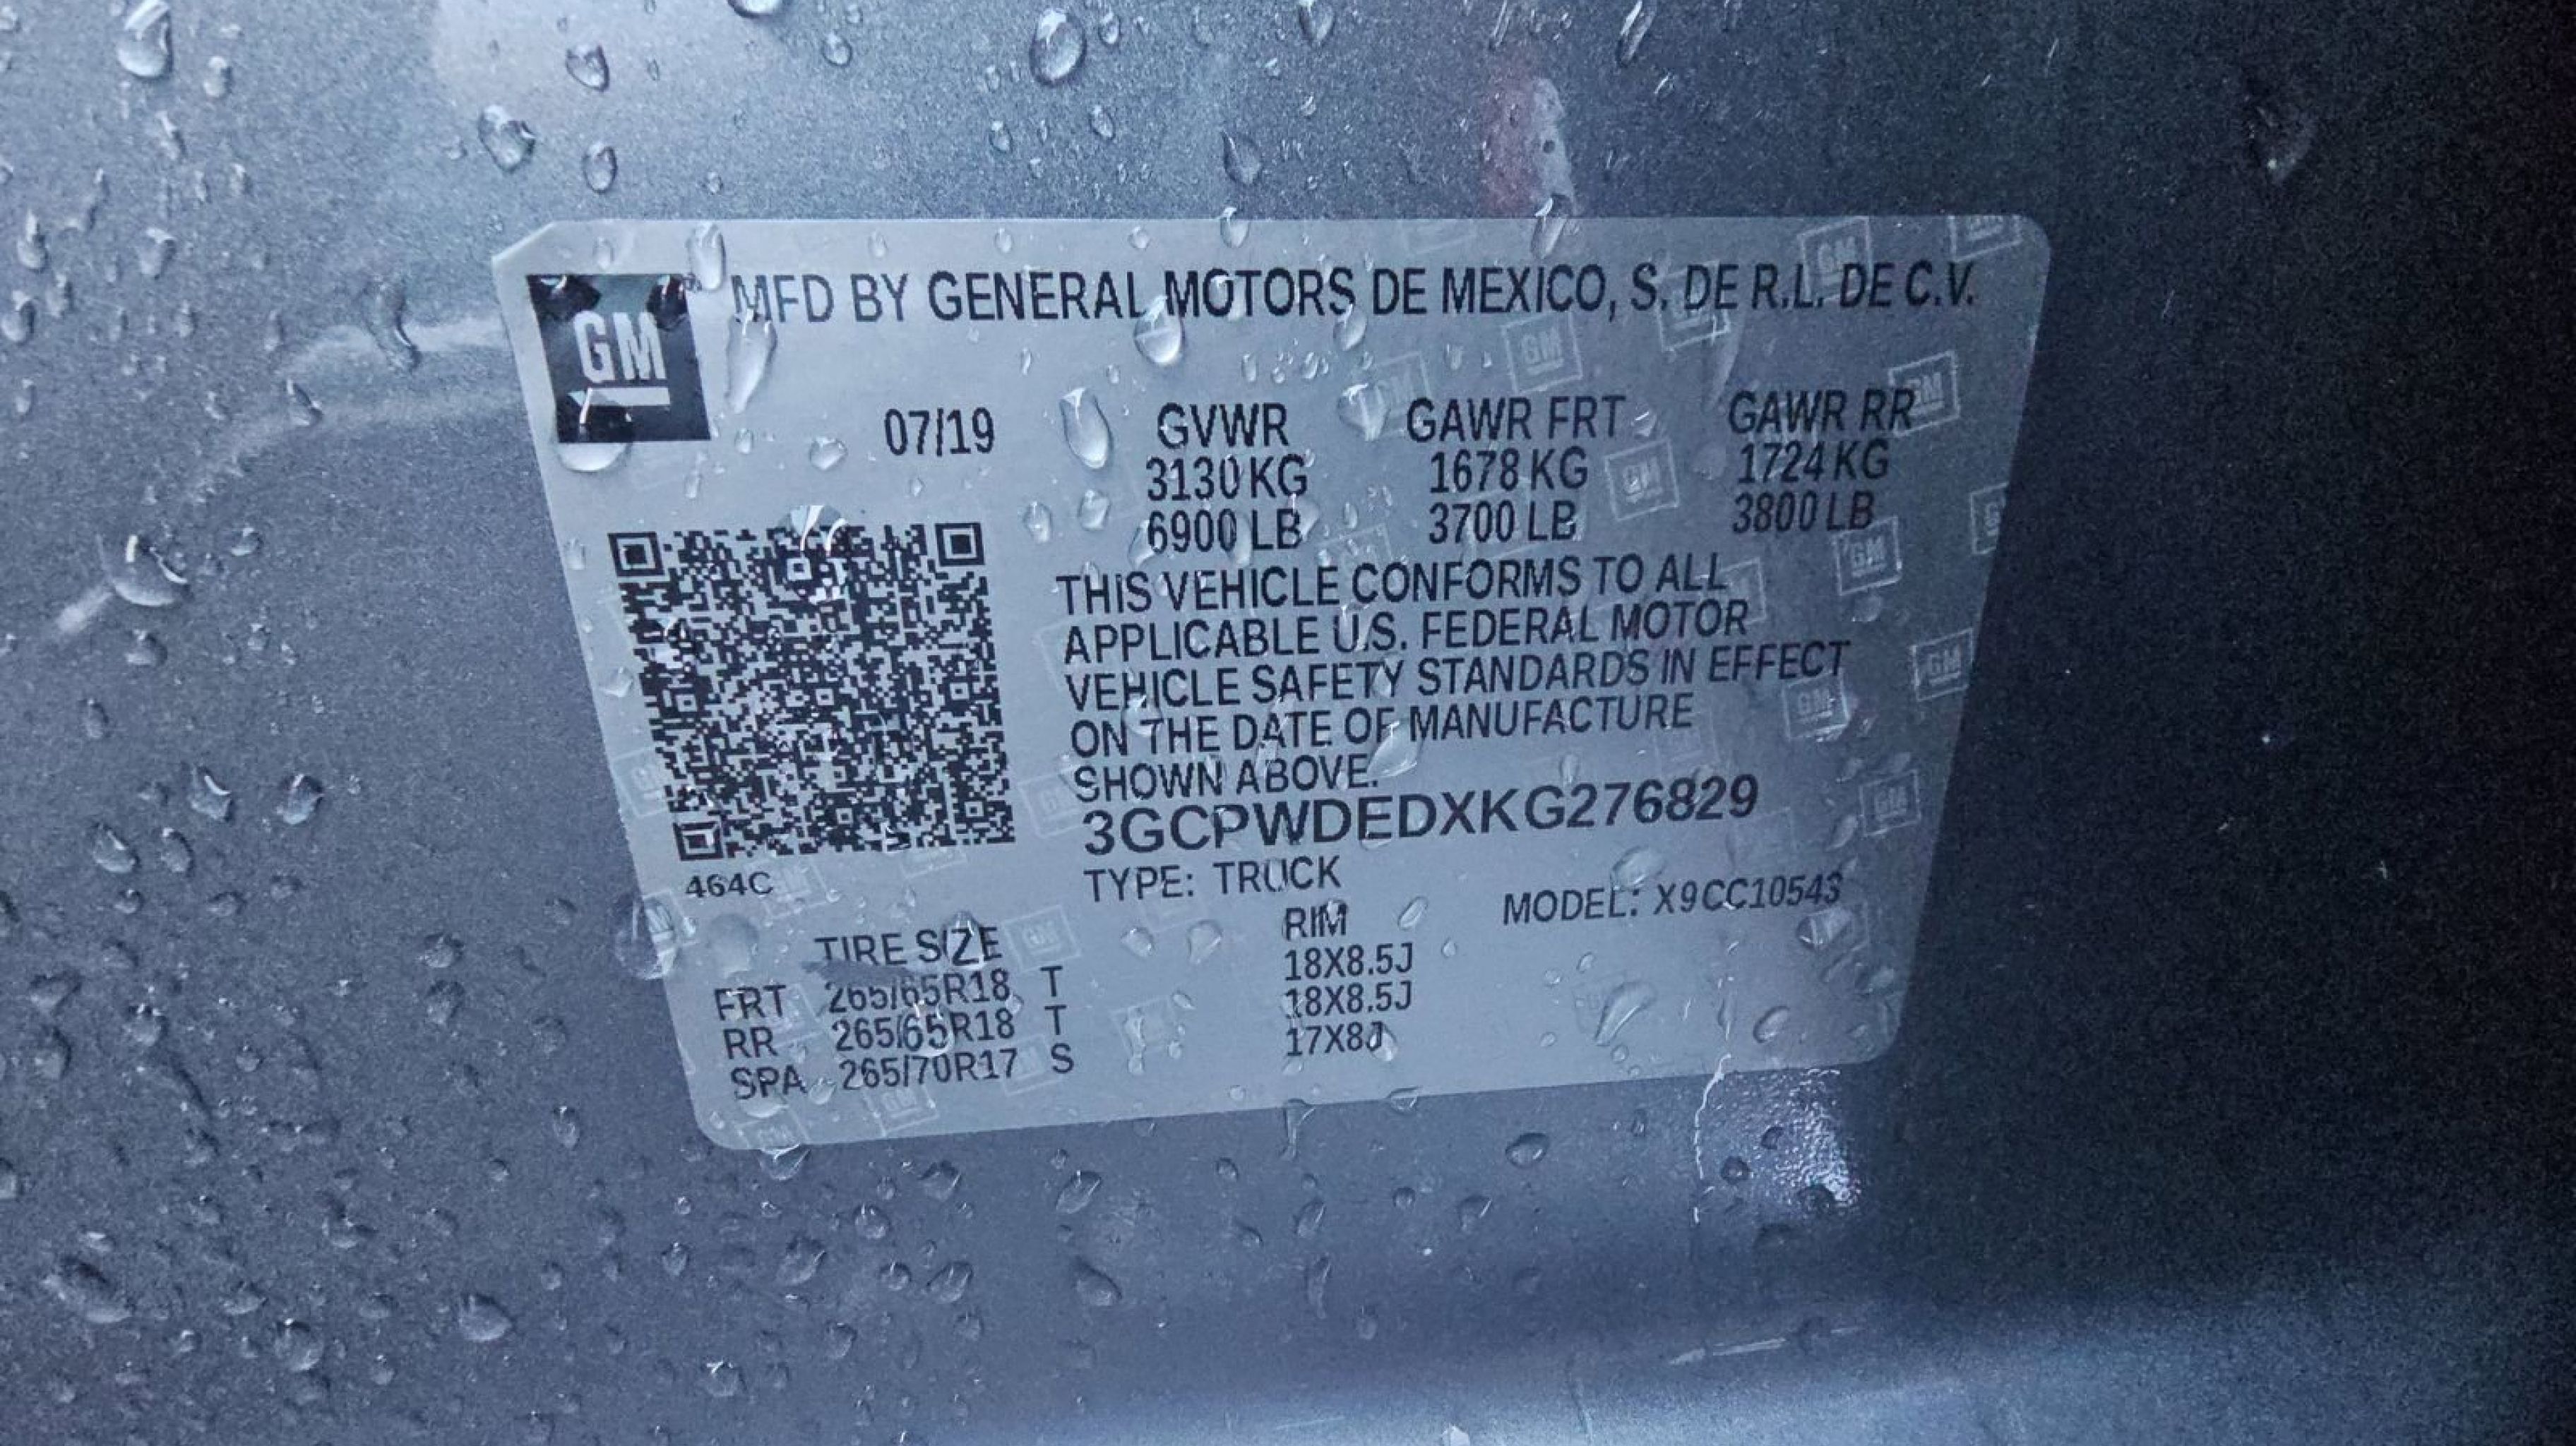 GM
MFD BY GENERAL MOTORS DE MEXICO, S. DE R.L. DE C.V.
07/19 GVWR GAWR FRT GAWR RR
3130 KG 1678 KG 1724 KG
6900 LB 3700 LB 3800 LB
THIS VEHICLE CONFORMS TO ALL
APPLICABLE U.S. FEDERAL MOTOR
VEHICLE SAFETY STANDARDS IN EFFECT
ON THE DATE OF MANUFACTURE
SHOWN ABOVE.
3GCPWDEDXKG276829
464C
TYPE: TRUCK
MODEL: X9CC10543
TIRE SIZE RIM
FRT 265/65R18 T 18X8.5J
RR 265/65R18 T 18X8.5J
SPA 265/70R17 S 17X8J